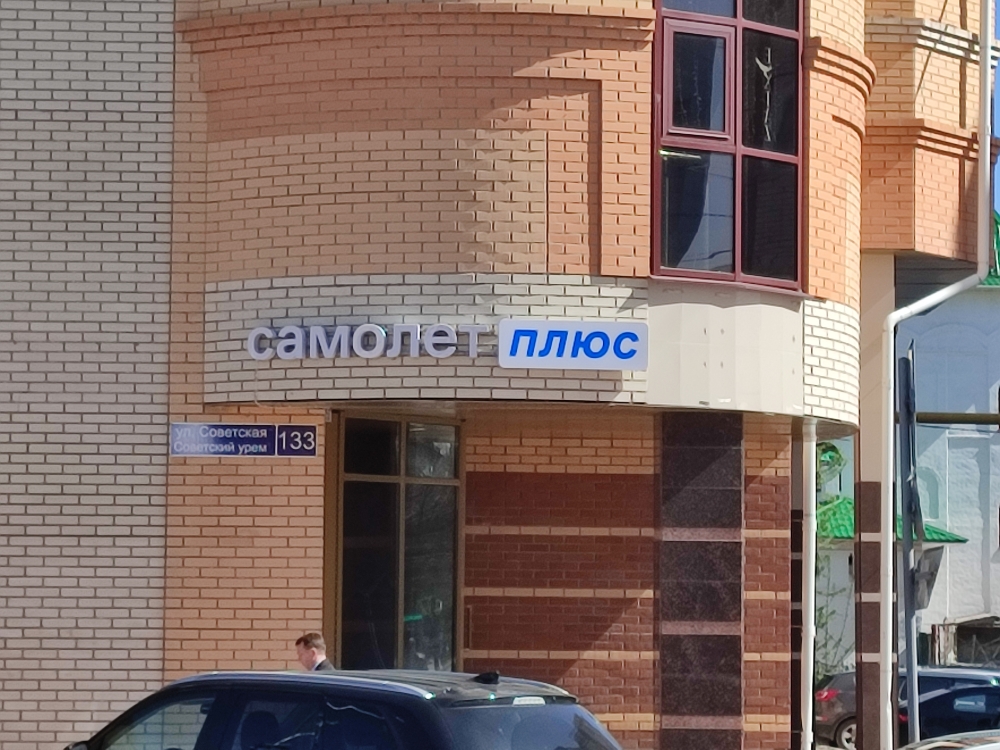 самолет плюс
ул. Советская
Советский урем
133